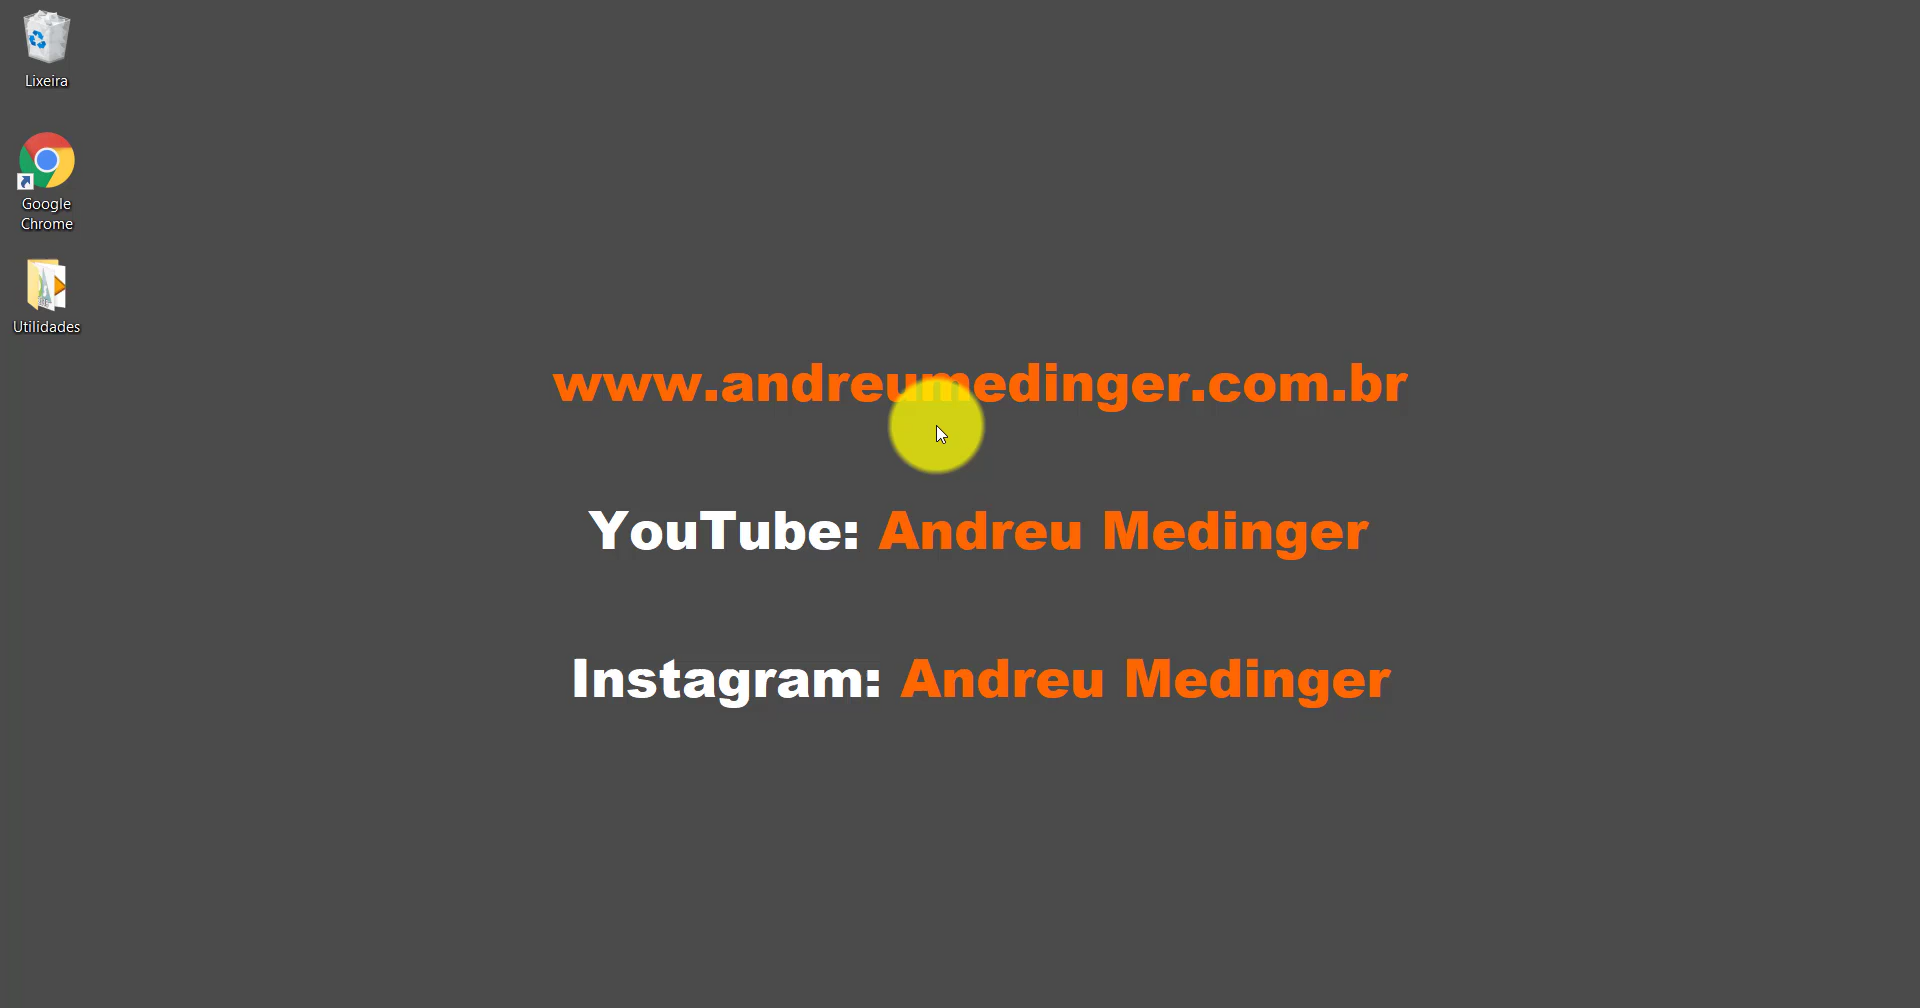 Lixeira
Google
Chrome
Utilidades
www.andreumedinger.com.br
YouTube: Andreu Medinger
Instagram: Andreu Medinger